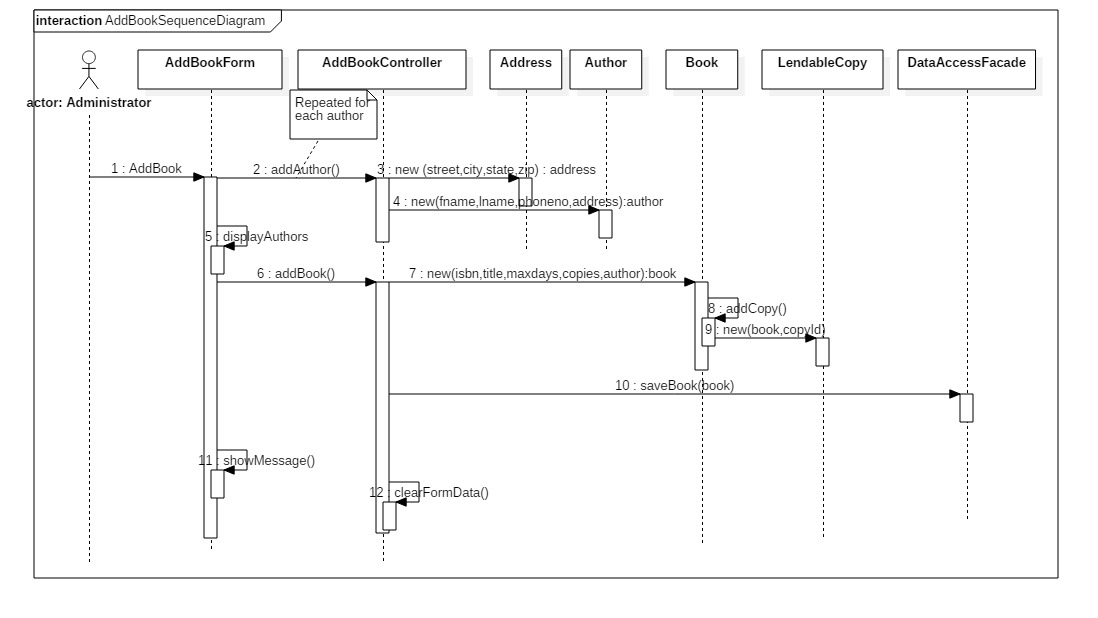 interaction AddBookSequenceDiagram
AddBookForm
AddBookController
Address
Author
Book
LendableCopy
DataAccessFacade
actor: Administrator
Repeated for
each author
1 : AddBook
2 : addAuthor()
3 : new (street,city,state,zip) : address
4 : new(fname,lname,phoneno,address):author
5 : displayAuthors
6 : addBook()
7 : new(isbn,title,maxdays,copies,author):book
8 : addCopy()
9 : new(book,copyId)
10 : saveBook(book)
11 : showMessage()
12 : clearFormData()